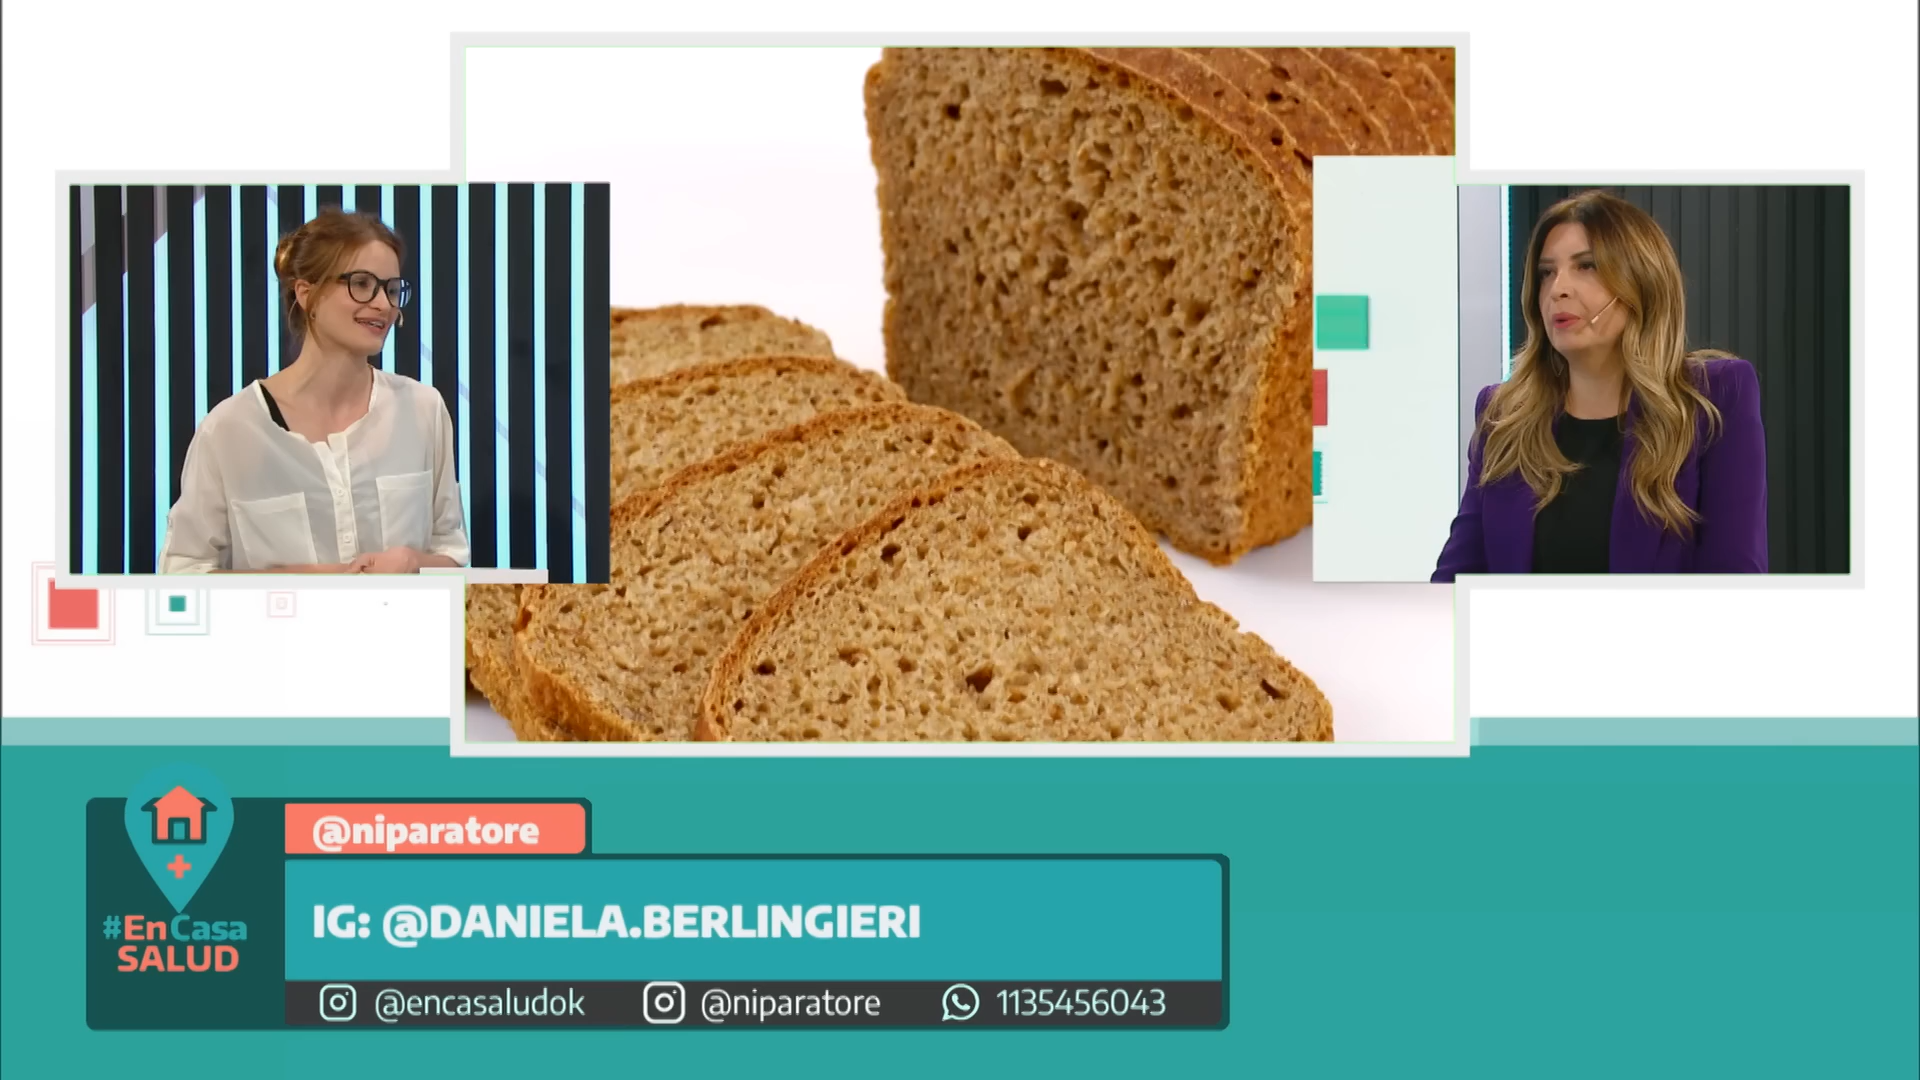 @niparatore
IG: @DANIELA.BERLINGIERI
#EnCasa
SALUD
@encasaludok @niparatore 1135456043